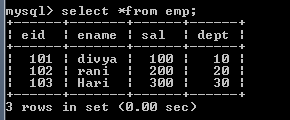 mysql> select *from emp;
+------+-------+------+------+
| eid  | ename | sal  | dept |
+------+-------+------+------+
|  101 | divya |  100 |   10 |
|  102 | rani  |  200 |   20 |
|  103 | Hari  |  300 |   30 |
+------+-------+------+------+
3 rows in set (0.00 sec)